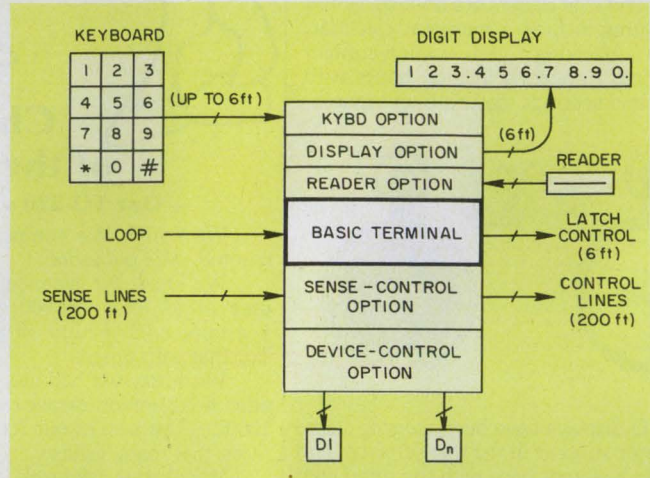 KEYBOARD
DIGIT DISPLAY
1 2 3
4 5 6
7 8 9
* 0 #
(UP TO 6ft)
1 2 3.4 5 6.7 8.9 0.
KYBD OPTION
DISPLAY OPTION
(6ft)
READER OPTION
READER
LOOP
BASIC TERMINAL
LATCH
CONTROL
(6ft)
SENSE LINES
(200 ft)
SENSE-CONTROL
OPTION
CONTROL
LINES
(200 ft)
DEVICE-CONTROL
OPTION
D1
Dn